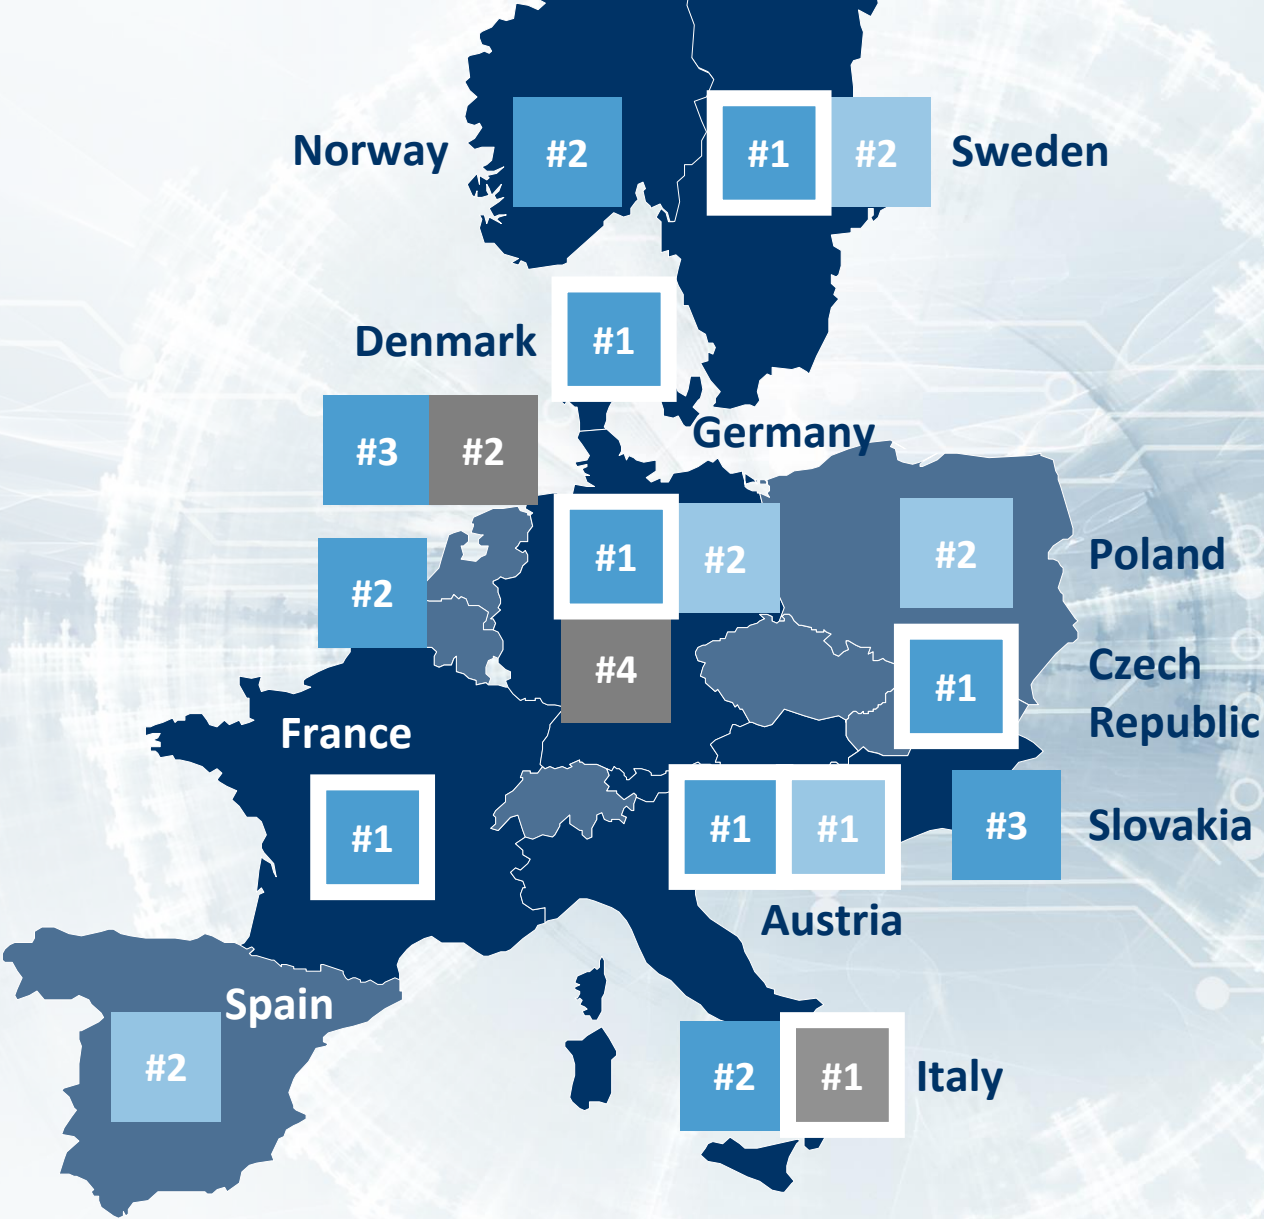 Norway #2 #1 #2 Sweden
Denmark #1
#3 #2 Germany
#2 #1 #2 #2 Poland
#4 Czech
#1 Republic
France
#1 #1 #1 #3 Slovakia
Austria
Spain
#2 #2 #1 Italy